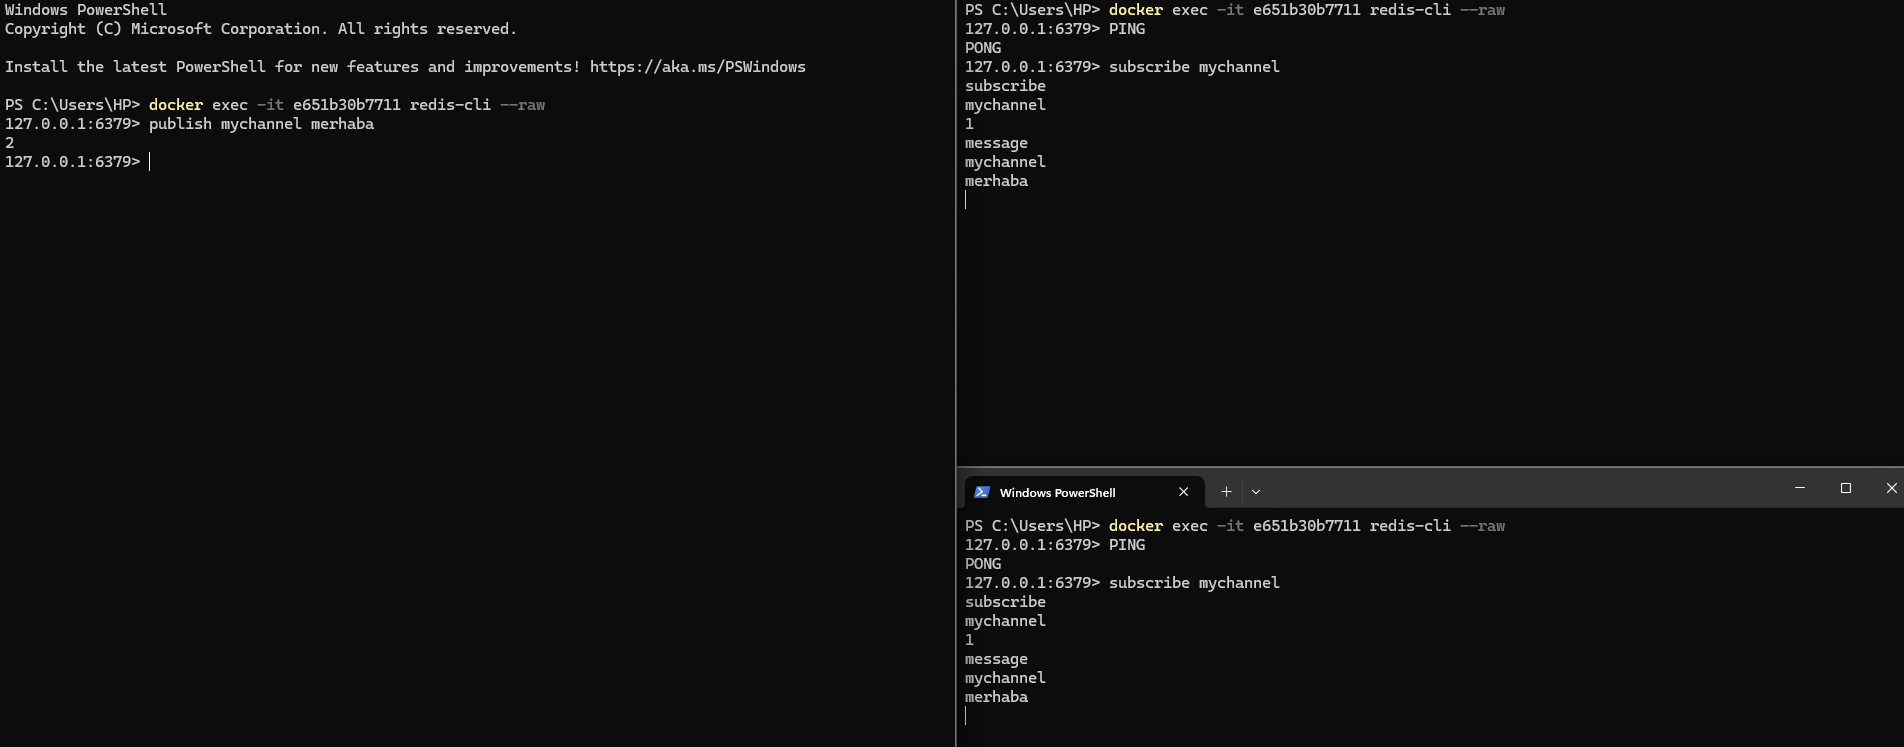 Windows PowerShell
Copyright (C) Microsoft Corporation. All rights reserved.
Install the latest PowerShell for new features and improvements! https://aka.ms/PSWindows
PS C:\Users\HP> docker exec -it e651b30b7711 redis-cli --raw
127.0.0.1:6379> publish mychannel merhaba
2
127.0.0.1:6379>
PS C:\Users\HP> docker exec -it e651b30b7711 redis-cli --raw
127.0.0.1:6379> PING
PONG
127.0.0.1:6379> subscribe mychannel
subscribe
mychannel
1
message
mychannel
merhaba
Windows PowerShell
PS C:\Users\HP> docker exec -it e651b30b7711 redis-cli --raw
127.0.0.1:6379> PING
PONG
127.0.0.1:6379> subscribe mychannel
subscribe
mychannel
1
message
mychannel
merhaba